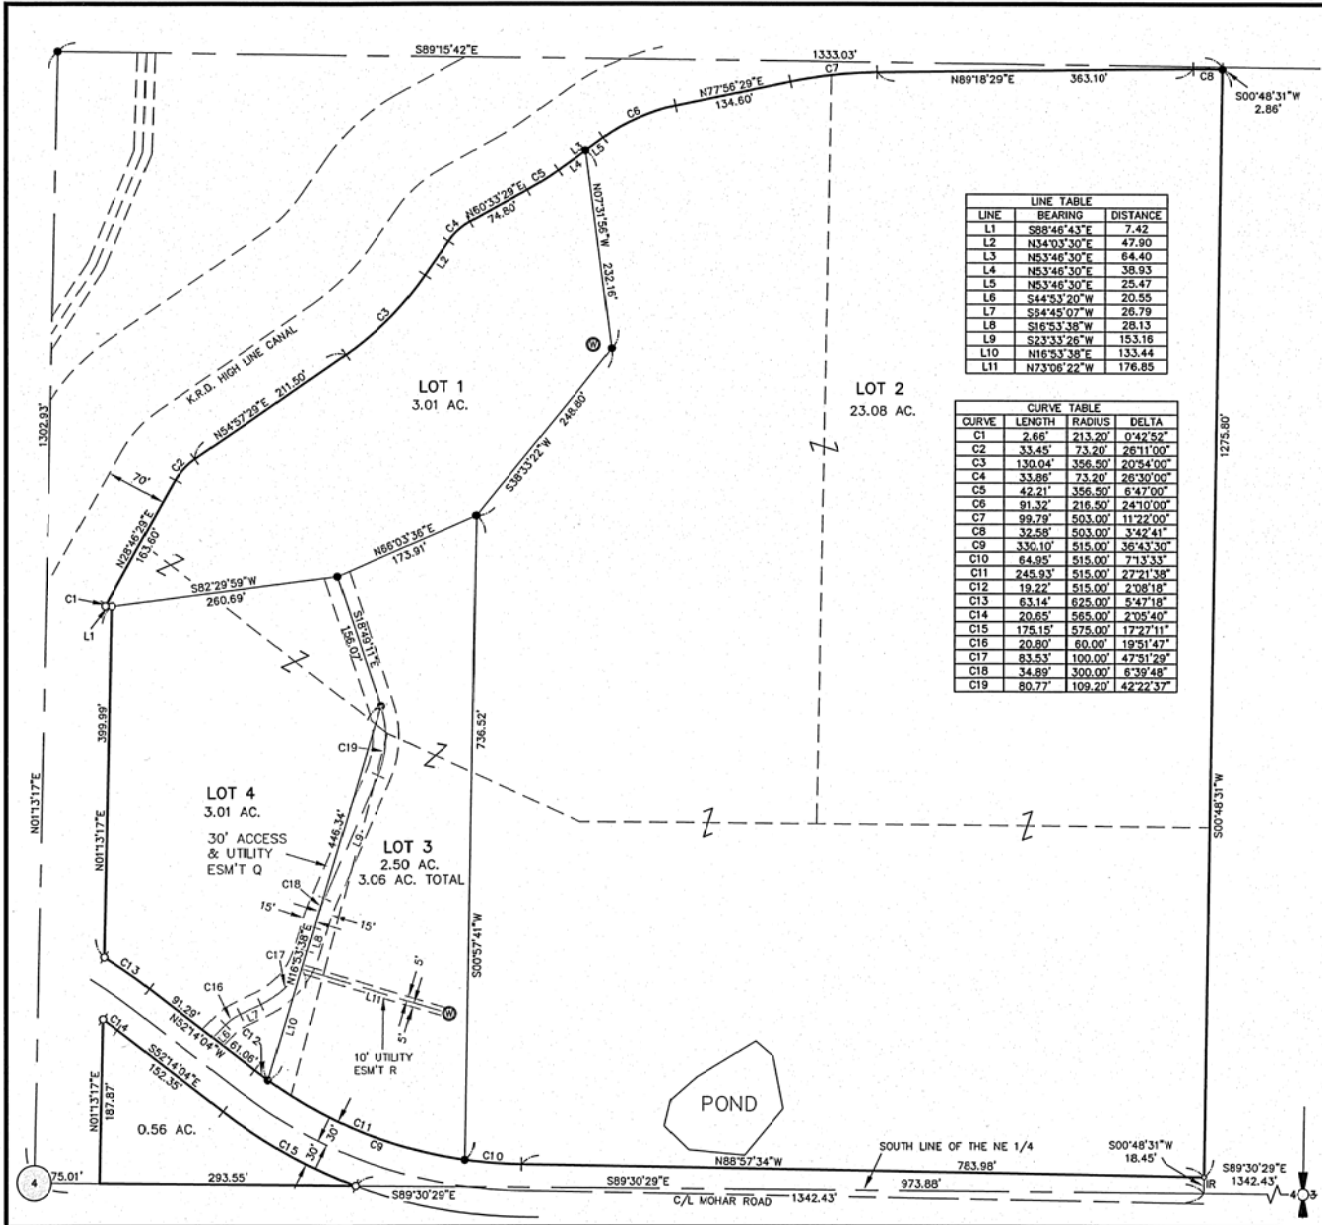 S89°15'42"E
1333.03'
C7
N89°18'29"E 363.10'
C8
S00°48'31"W
2.86'
N77°56'29"E
134.60'
C6
L3
L4
L5
C5
N60°33'29"E
74.80'
C4
L2
C3
N07°31'56"W 232.16'
K.R.D. HIGH LINE CANAL
N54°57'29"E 211.50'
C2
70'
N28°46'29"E
163.60'
1302.93'
LOT 1
3.01 AC.
W
S38°33'22"W 248.80'
LOT 2
23.08 AC.
LINE TABLE
LINE BEARING DISTANCE
L1 S88°46'43"E 7.42
L2 N34°03'30"E 47.90
L3 N53°46'30"E 64.40
L4 N53°46'30"E 38.93
L5 N53°46'30"E 25.47
L6 S44°53'20"W 20.55
L7 S64°45'07"W 26.79
L8 S16°53'38"W 28.13
L9 S23°33'26"W 153.16
L10 N16°53'38"E 133.44
L11 N73°06'22"W 176.85
CURVE TABLE
CURVE LENGTH RADIUS DELTA
C1 2.66' 213.20' 0°42'52"
C2 33.45' 73.20' 26°11'00"
C3 130.04' 356.50' 20°54'00"
C4 33.86' 73.20' 26°30'00"
C5 42.21' 356.50' 6°47'00"
C6 91.32' 216.50' 24°10'00"
C7 99.79' 503.00' 11°22'00"
C8 32.58' 503.00' 3°42'41"
C9 330.10' 515.00' 36°43'30"
C10 64.95' 515.00' 7°13'33"
C11 245.93' 515.00' 27°21'38"
C12 19.22' 515.00' 2°08'18"
C13 63.14' 625.00' 5°47'18"
C14 20.65' 565.00' 2°05'40"
C15 175.15' 575.00' 17°27'11"
C16 20.80' 60.00' 19°51'47"
C17 83.53' 100.00' 47°51'29"
C18 34.89' 300.00' 6°39'48"
C19 80.77' 109.20' 42°22'37"
1275.80'
N66°03'36"E
173.91'
S82°29'59"W
260.69'
C1
L1
S18°49'11"E
156.07
C19
736.52'
399.99'
N01°13'17"E
N01°13'17"E
LOT 4
3.01 AC.
30' ACCESS
& UTILITY
ESM'T Q
446.34'
L9
LOT 3
2.50 AC.
3.06 AC. TOTAL
C18
15'
15'
N16°53'38"E
L8
S00°57'41"W
S00°48'31"W
C17
C16
L7
L6
C12
L10
L11
5'
5'
W
10' UTILITY
ESM'T R
C13
91.29'
N52°14'04"W
61.06'
C14
S52°14'04"E
152.35'
N01°13'17"E
187.87'
0.56 AC.
C15
30'
30'
C11
C9
C10
POND
N88°57'34"W 783.98'
SOUTH LINE OF THE NE 1/4
S00°48'31"W
18.45'
IR
S89°30'29"E
1342.43'
4
75.01'
293.55'
S89°30'29"E
S89°30'29"E
973.88'
C/L MOHAR ROAD 1342.43'
4 3